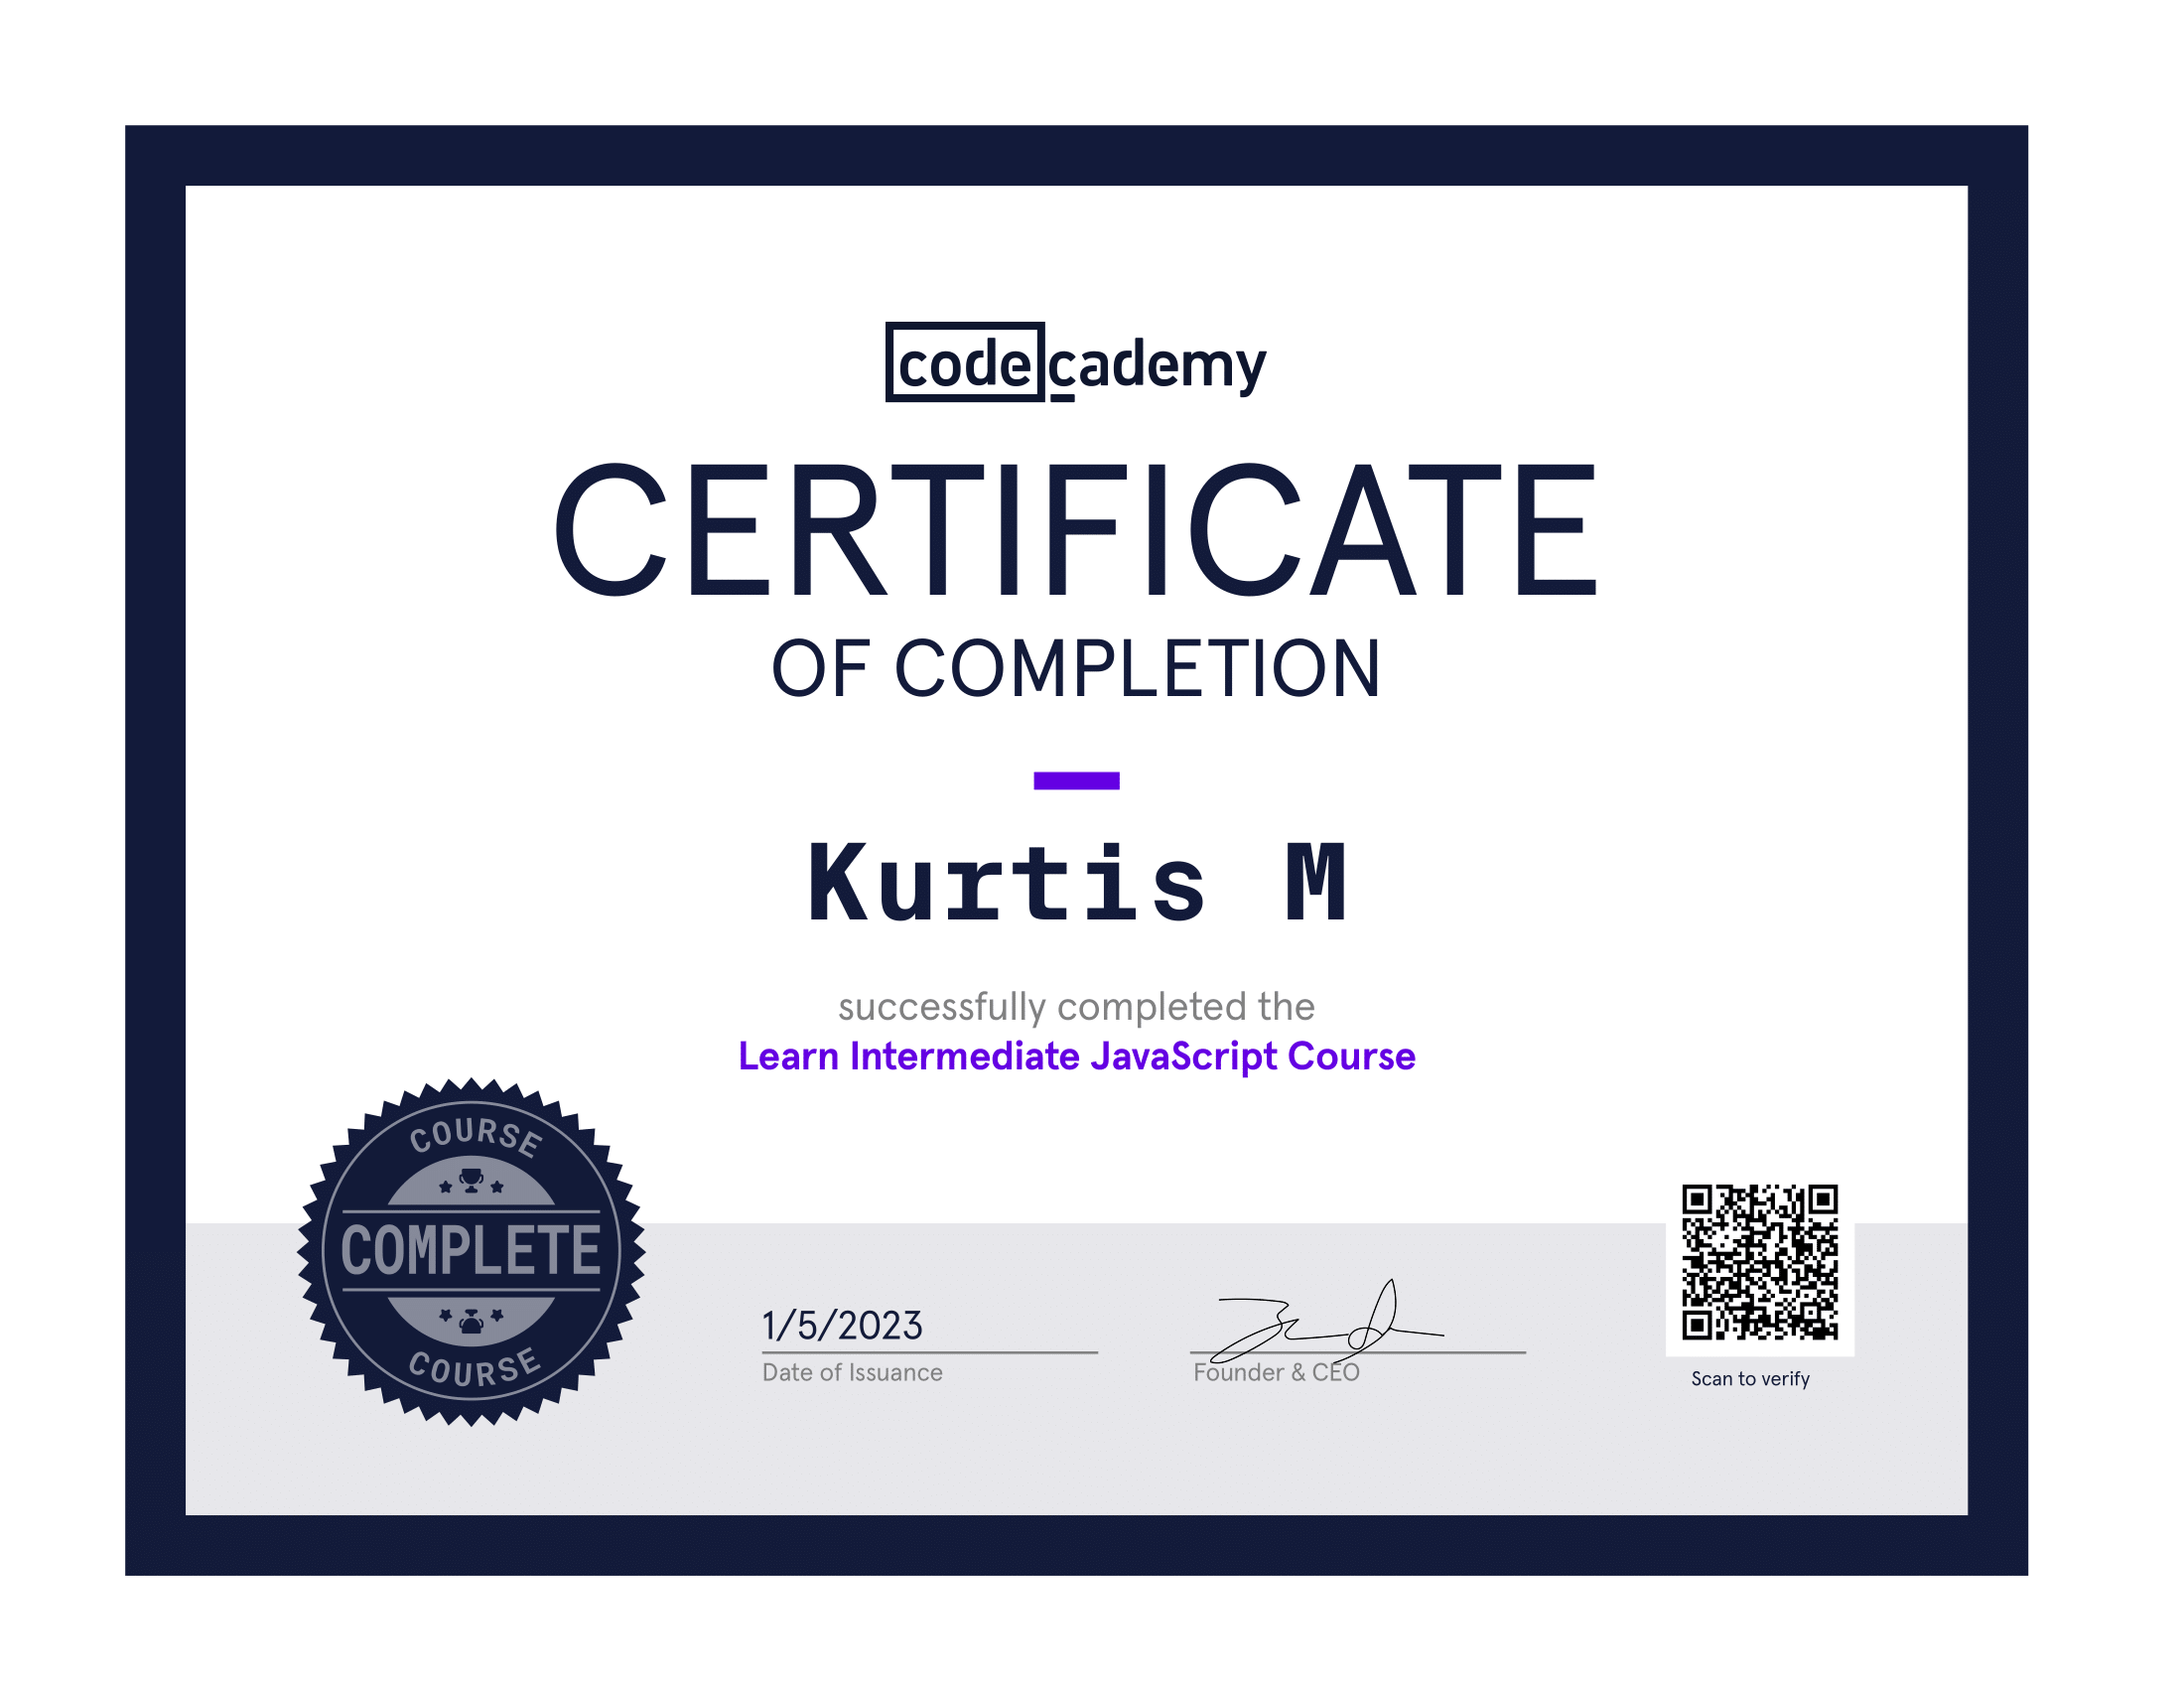 codecademy
CERTIFICATE
OF COMPLETION
Kurtis M
successfully completed the
Learn Intermediate JavaScript Course
COURSE
COMPLETE
COURSE
1/5/2023
Date of Issuance
Founder & CEO
Scan to verify